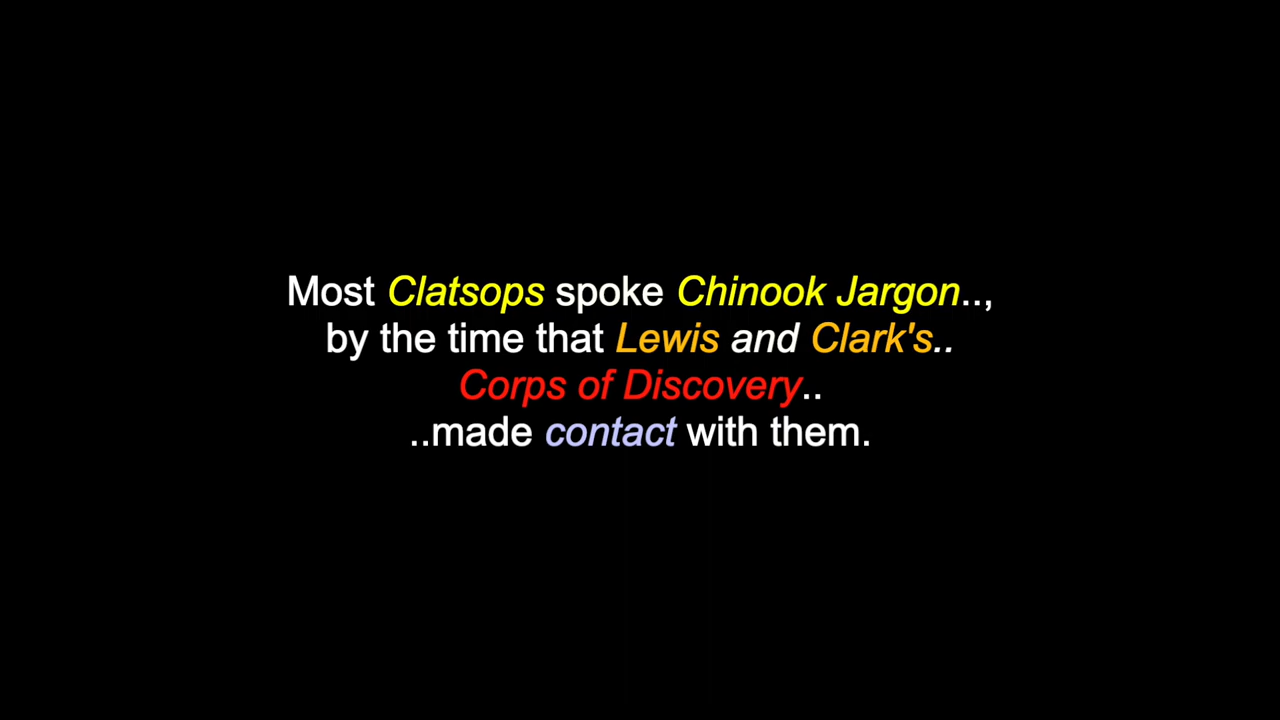 Most Clatsops spoke Chinook Jargon..,
by the time that Lewis and Clark's..
Corps of Discovery..
..made contact with them.